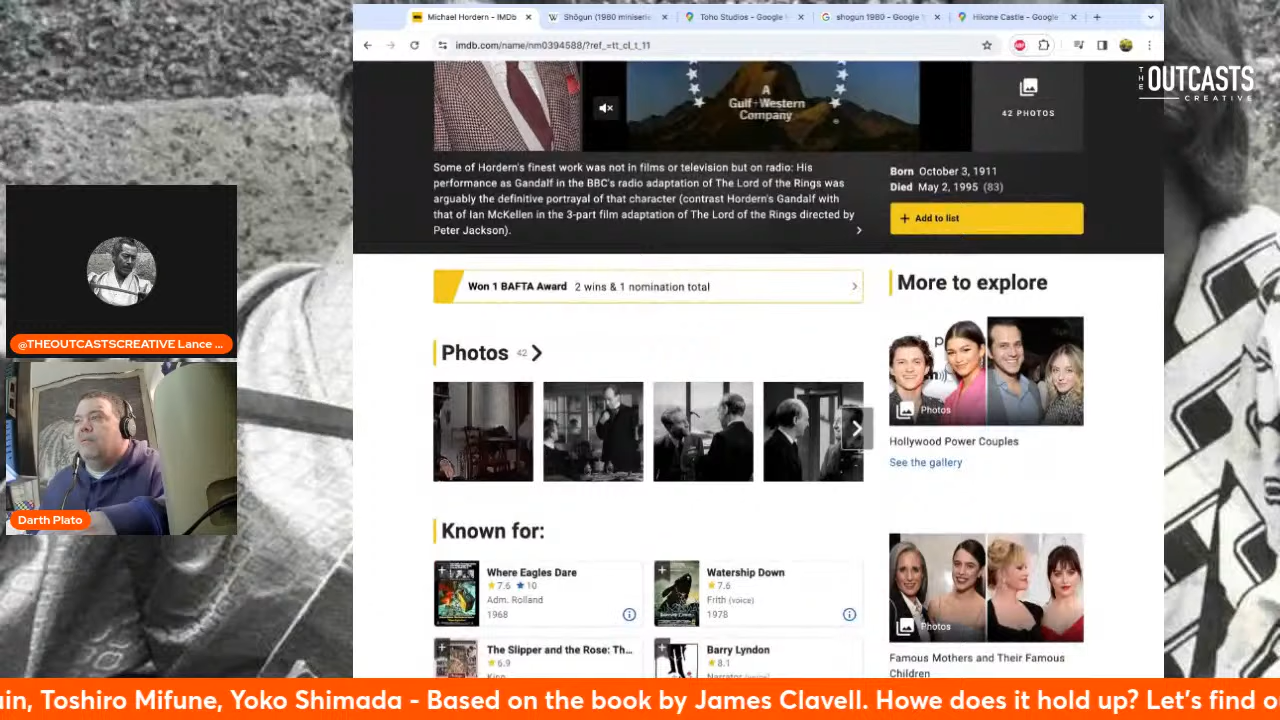 Michael Hordern - IMDb
Shōgun (1980 miniserie
Toho Studios - Google
shogun 1980 - Google
Hikone Castle - Google
imdb.com/name/nm0394588/?ref_=tt_cl_t_11
THE OUTCASTS
CREATIVE
A
Gulf+Western
Company
42 PHOTOS
Some of Hordern's finest work was not in films or television but on radio: His
performance as Gandalf in the BBC's radio adaptation of The Lord of the Rings was
arguably the definitive portrayal of that character (contrast Hordern's Gandalf with
that of Ian McKellen in the 3-part film adaptation of The Lord of the Rings directed by
Peter Jackson).
Born October 3, 1911
Died May 2, 1995 (83)
+ Add to list
Won 1 BAFTA Award 2 wins & 1 nomination total
More to explore
Photos 42
Photos
Hollywood Power Couples
See the gallery
@THEOUTCASTSCREATIVE Lance ...
Darth Plato
Known for:
Where Eagles Dare
7.6 10
Adm. Rolland
1968
Watership Down
7.6
Frith (voice)
1978
Photos
The Slipper and the Rose: Th...
6.9
King
Barry Lyndon
8.1
Narrator (voice)
Famous Mothers and Their Famous
Children
in, Toshiro Mifune, Yoko Shimada - Based on the book by James Clavell. Howe does it hold up? Let's find o